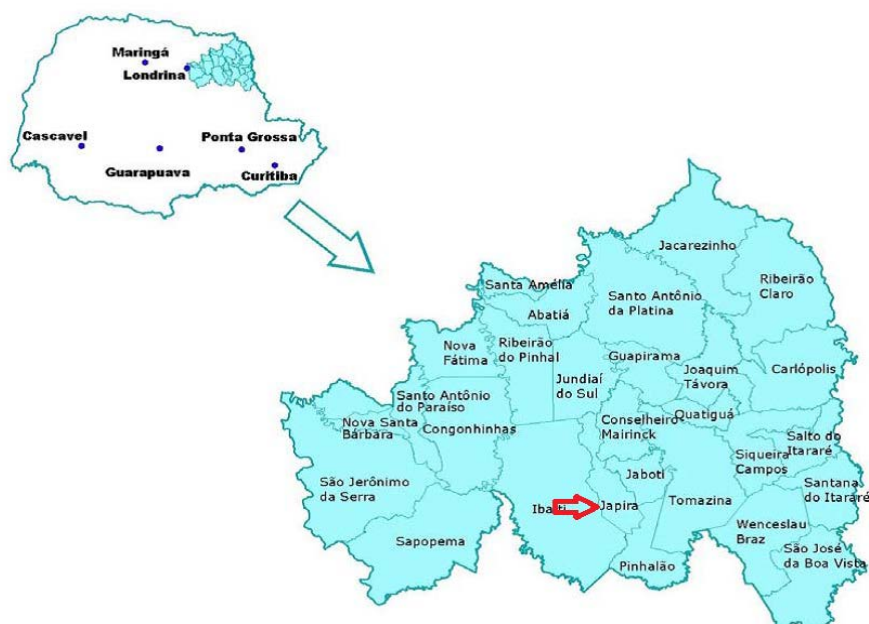 Maringá
Londrina
Cascavel
Ponta Grossa
Guarapuava
Curitiba
Jacarezinho
Ribeirão
Claro
Santa Amélia
Santo Antônio
da Platina
Abatiá
Nova
Fátima
Ribeirão
do Pinhal
Guapirama
Joaquim
Távora
Carlópolis
Jundiaí
do Sul
Santo Antônio
do Paraíso
Nova Santa
Bárbara
Congonhinhas
Conselheiro
Mairinck
Quatiguá
Salto do
Itararé
Siqueira
Campos
São Jerônimo
da Serra
Jaboti
Santana
do Itararé
Tomazina
Japira
Wenceslau
Braz
Sapopema
São José
da Boa Vista
Pinhalão